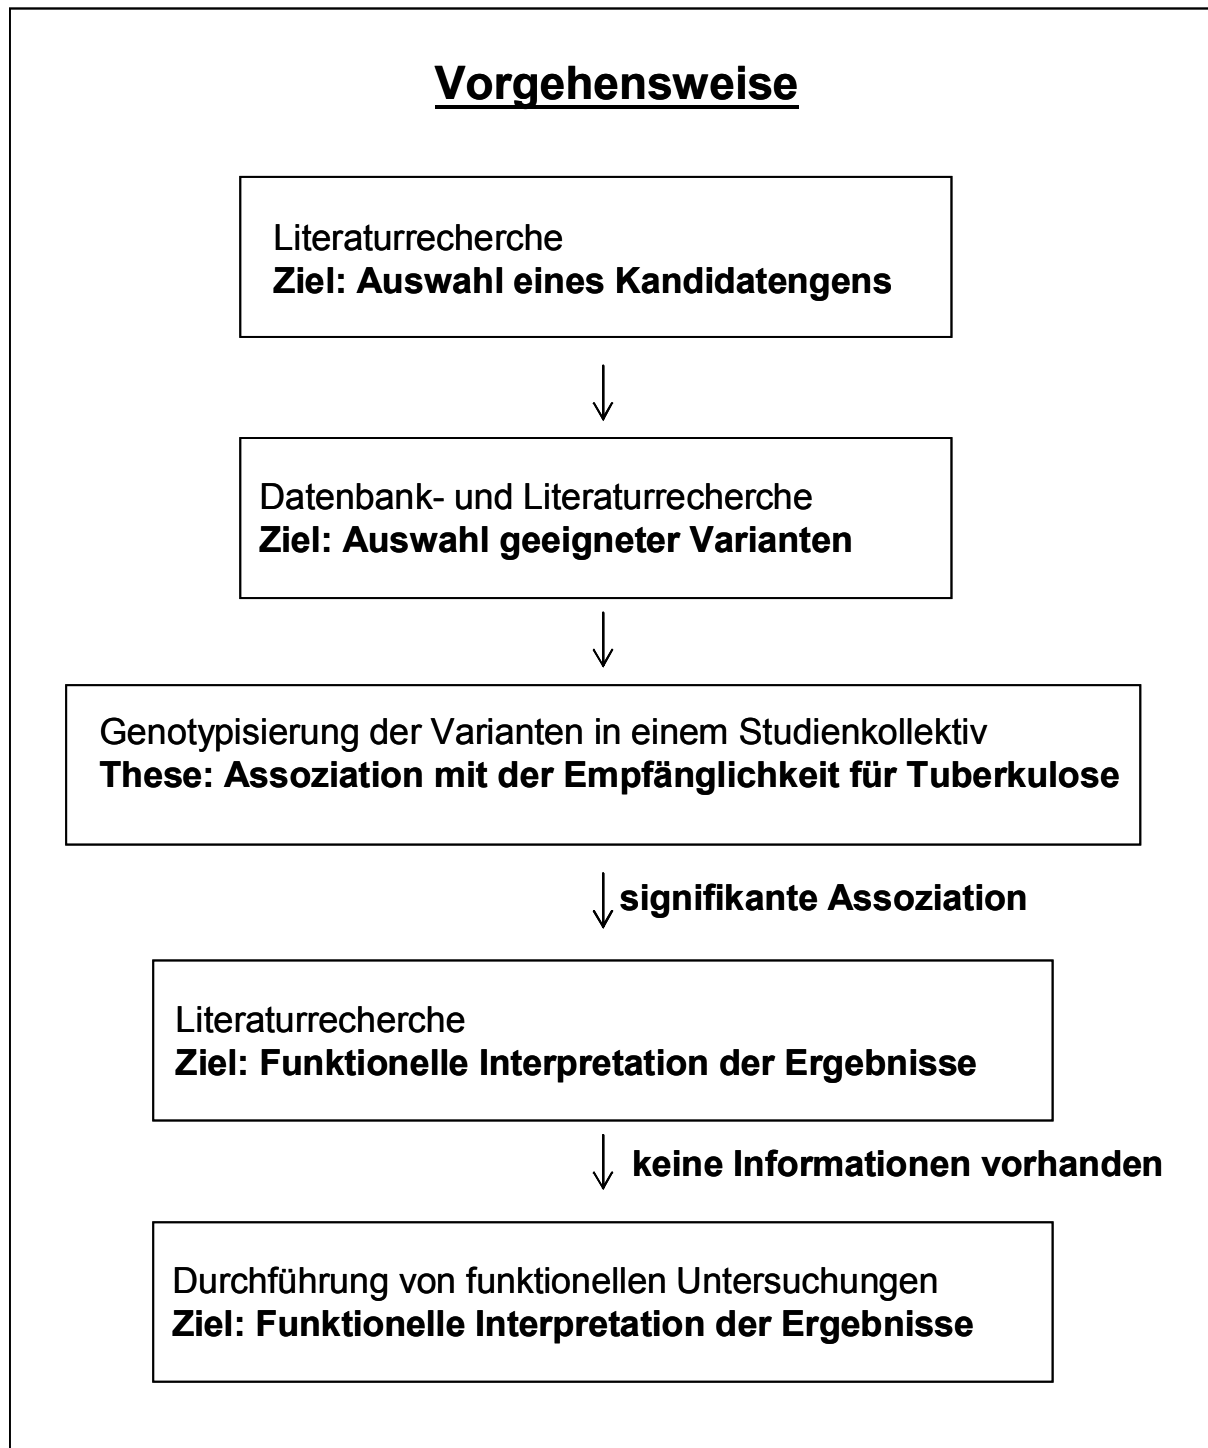 Vorgehensweise
Literaturrecherche
Ziel: Auswahl eines Kandidatengens
Datenbank- und Literaturrecherche
Ziel: Auswahl geeigneter Varianten
Genotypisierung der Varianten in einem Studienkollektiv
These: Assoziation mit der Empfänglichkeit für Tuberkulose
signifikante Assoziation
Literaturrecherche
Ziel: Funktionelle Interpretation der Ergebnisse
keine Informationen vorhanden
Durchführung von funktionellen Untersuchungen
Ziel: Funktionelle Interpretation der Ergebnisse